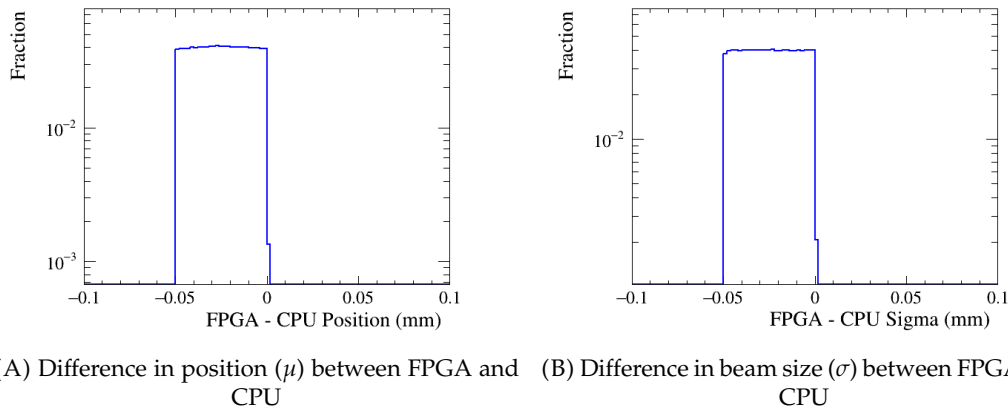 Fraction
10⁻²
10⁻³
−0.1 −0.05 0 0.05 0.1
FPGA - CPU Position (mm)
Fraction
10⁻²
−0.1 −0.05 0 0.05 0.1
FPGA - CPU Sigma (mm)
A) Difference in position (μ) between FPGA and
CPU
(B) Difference in beam size (σ) between FPGA
CPU